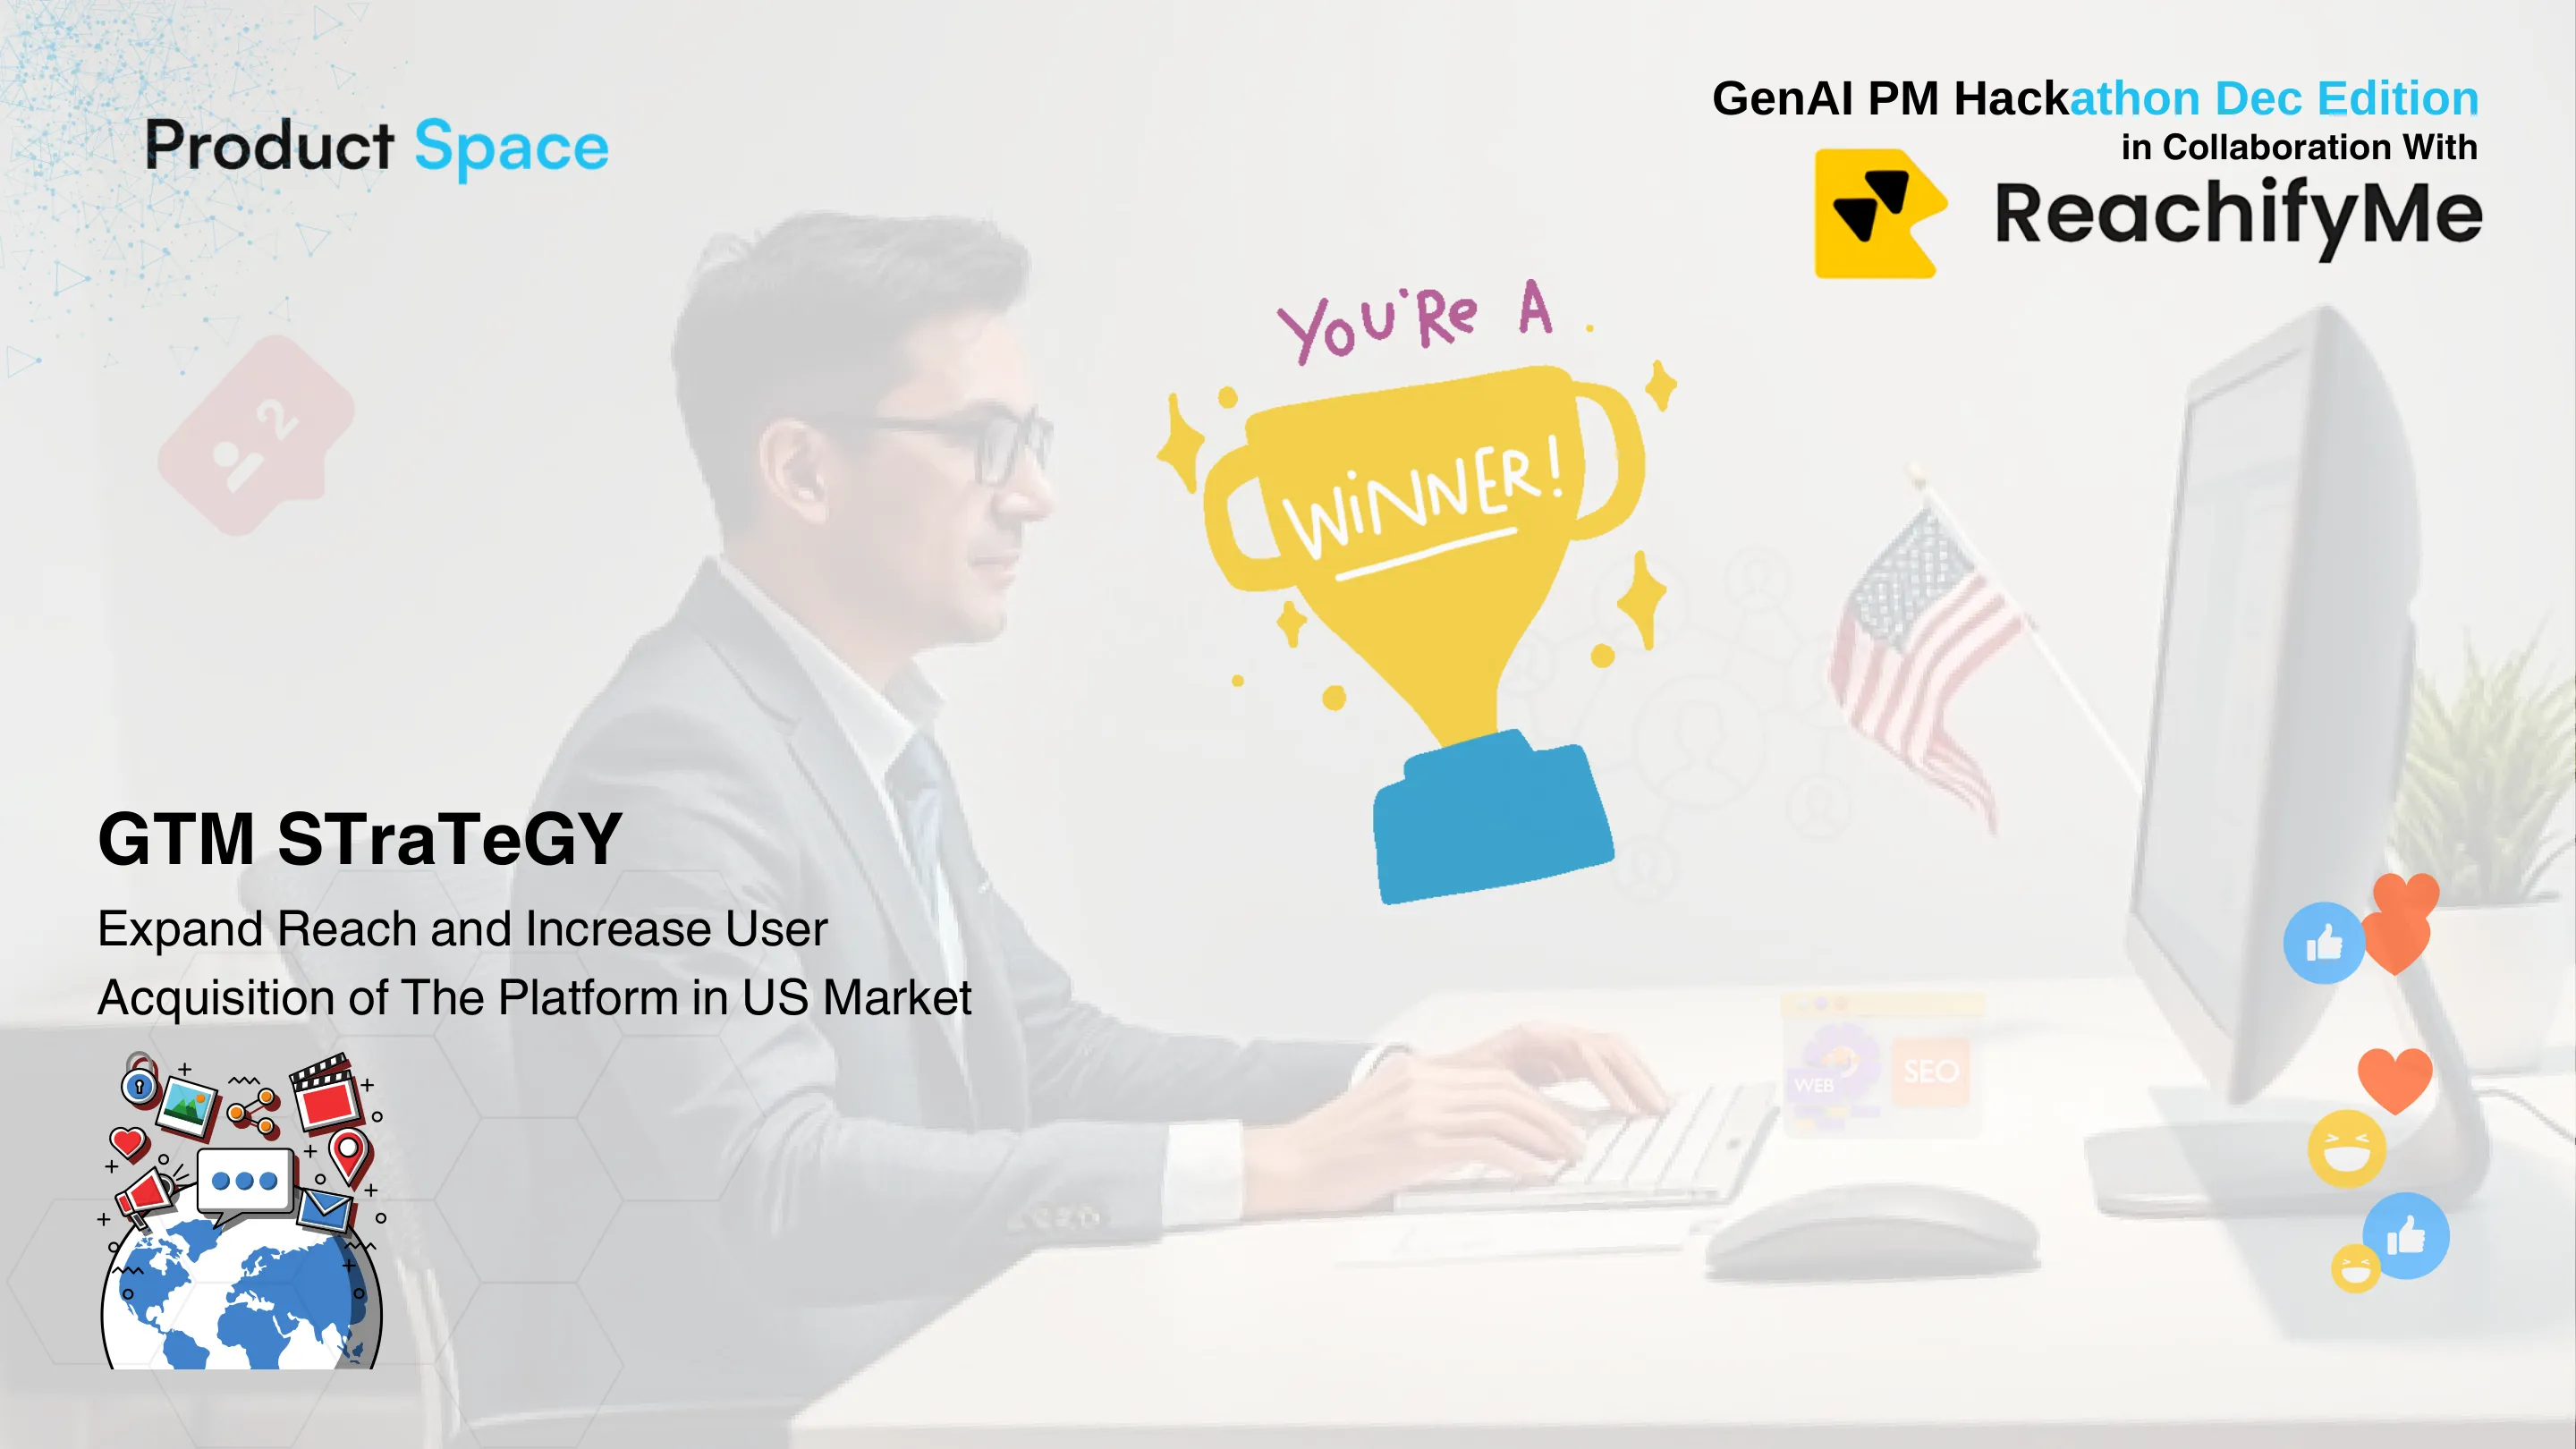 Product Space
GenAI PM Hackathon Dec Edition
in Collaboration With
ReachifyMe
2
YOU'Re A
WiNNER!
GTM STraTeGY
Expand Reach and Increase User
Acquisition of The Platform in US Market
WEB
SEO